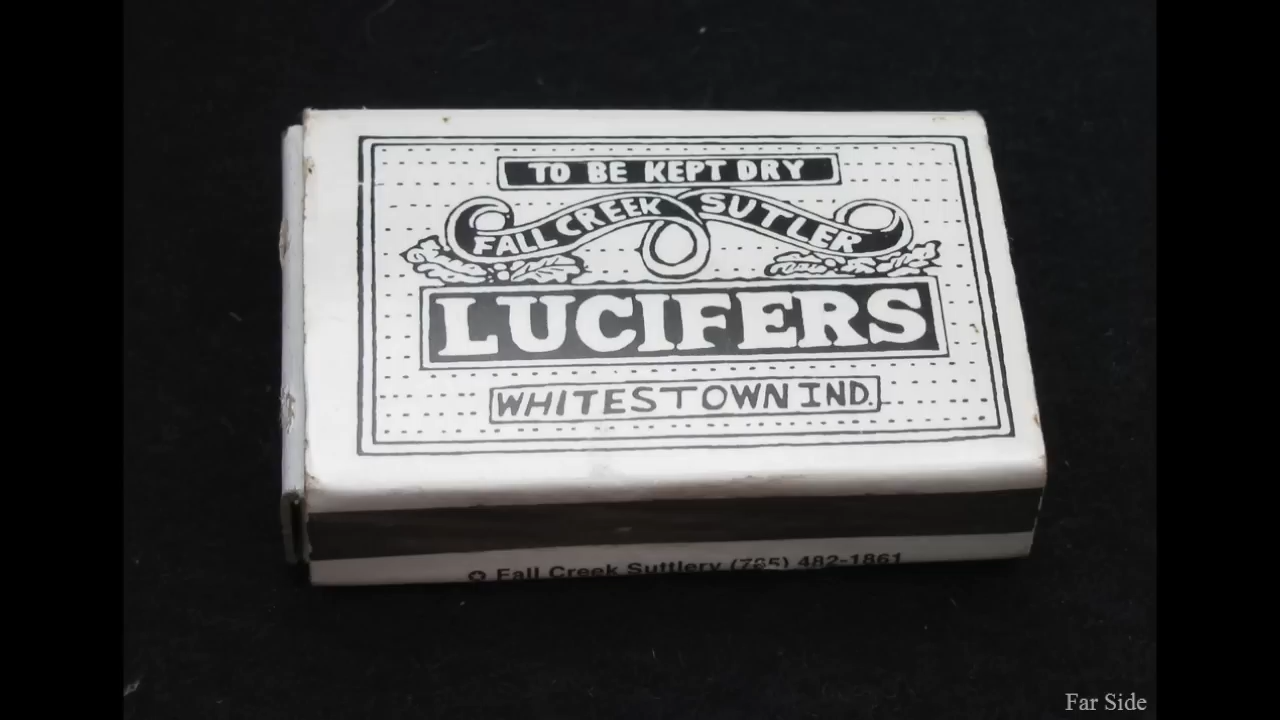 TO BE KEPT DRY
FALL CREEK SUTLER
LUCIFERS
WHITESTOWN IND.
✪ Fall Creek Suttlery (765) 482-1861
Far Side